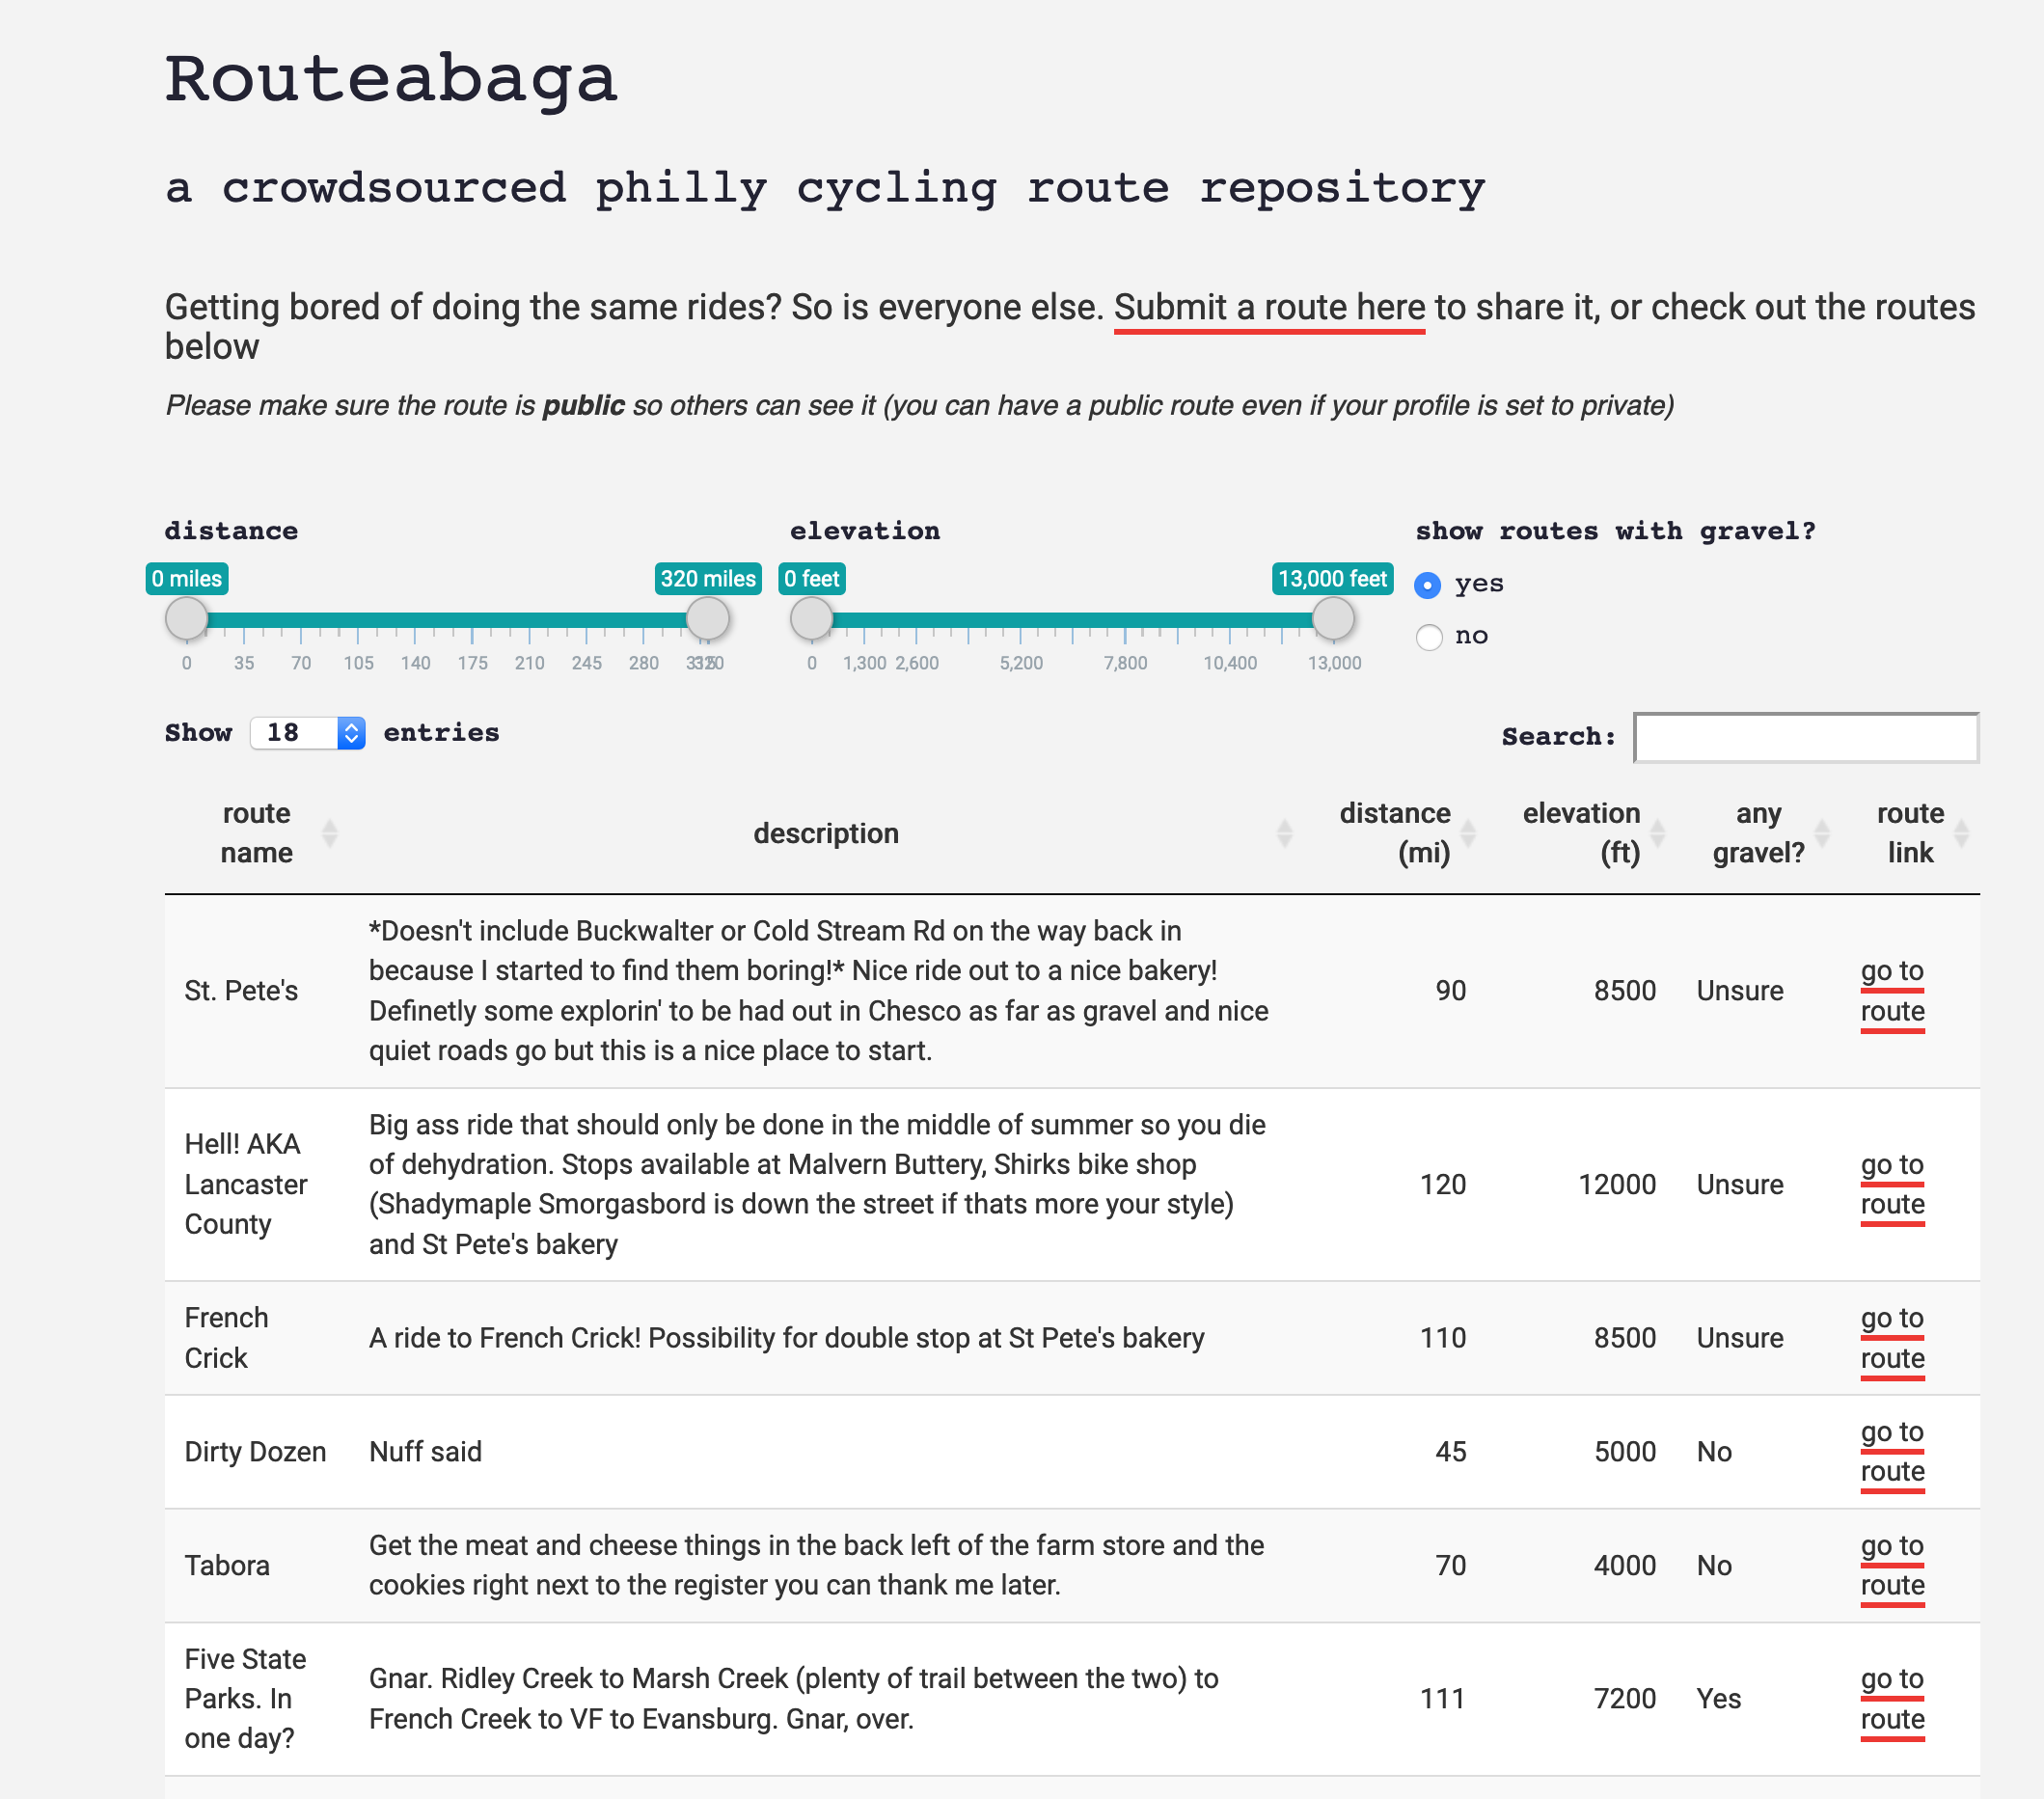 Routeabaga
a crowdsourced philly cycling route repository
Getting bored of doing the same rides? So is everyone else. Submit a route here to share it, or check out the routes
below
Please make sure the route is public so others can see it (you can have a public route even if your profile is set to private)
distance
0 miles 320 miles
0 35 70 105 140 175 210 245 280 315 320
elevation
0 feet 13,000 feet
0 1,300 2,600 5,200 7,800 10,400 13,000
show routes with gravel?
yes
no
Show 18 entries
Search:
route
name
description
distance
(mi)
elevation
(ft)
any
gravel?
route
link
St. Pete's
*Doesn't include Buckwalter or Cold Stream Rd on the way back in
because I started to find them boring!* Nice ride out to a nice bakery!
Definetly some explorin' to be had out in Chesco as far as gravel and nice
quiet roads go but this is a nice place to start.
90
8500
Unsure
go to
route
Hell! AKA
Lancaster
County
Big ass ride that should only be done in the middle of summer so you die
of dehydration. Stops available at Malvern Buttery, Shirks bike shop
(Shadymaple Smorgasbord is down the street if thats more your style)
and St Pete's bakery
120
12000
Unsure
go to
route
French
Crick
A ride to French Crick! Possibility for double stop at St Pete's bakery
110
8500
Unsure
go to
route
Dirty Dozen
Nuff said
45
5000
No
go to
route
Tabora
Get the meat and cheese things in the back left of the farm store and the
cookies right next to the register you can thank me later.
70
4000
No
go to
route
Five State
Parks. In
one day?
Gnar. Ridley Creek to Marsh Creek (plenty of trail between the two) to
French Creek to VF to Evansburg. Gnar, over.
111
7200
Yes
go to
route